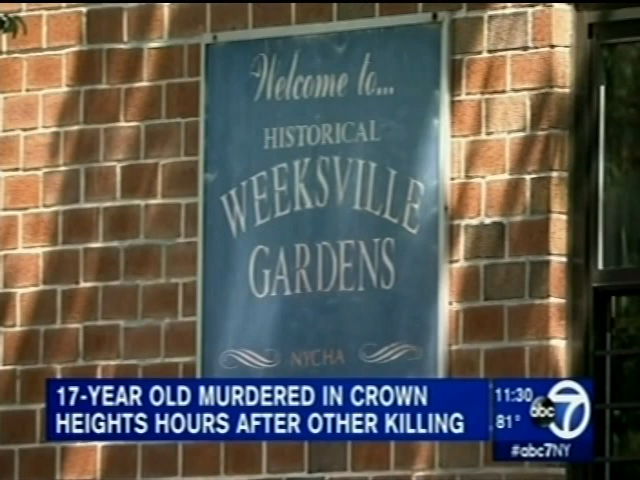 Welcome to...
HISTORICAL
WEEKSVILLE
GARDENS
NYCHA
17-YEAR OLD MURDERED IN CROWN
HEIGHTS HOURS AFTER OTHER KILLING
11:30
81°
abc 7
#abc7NY